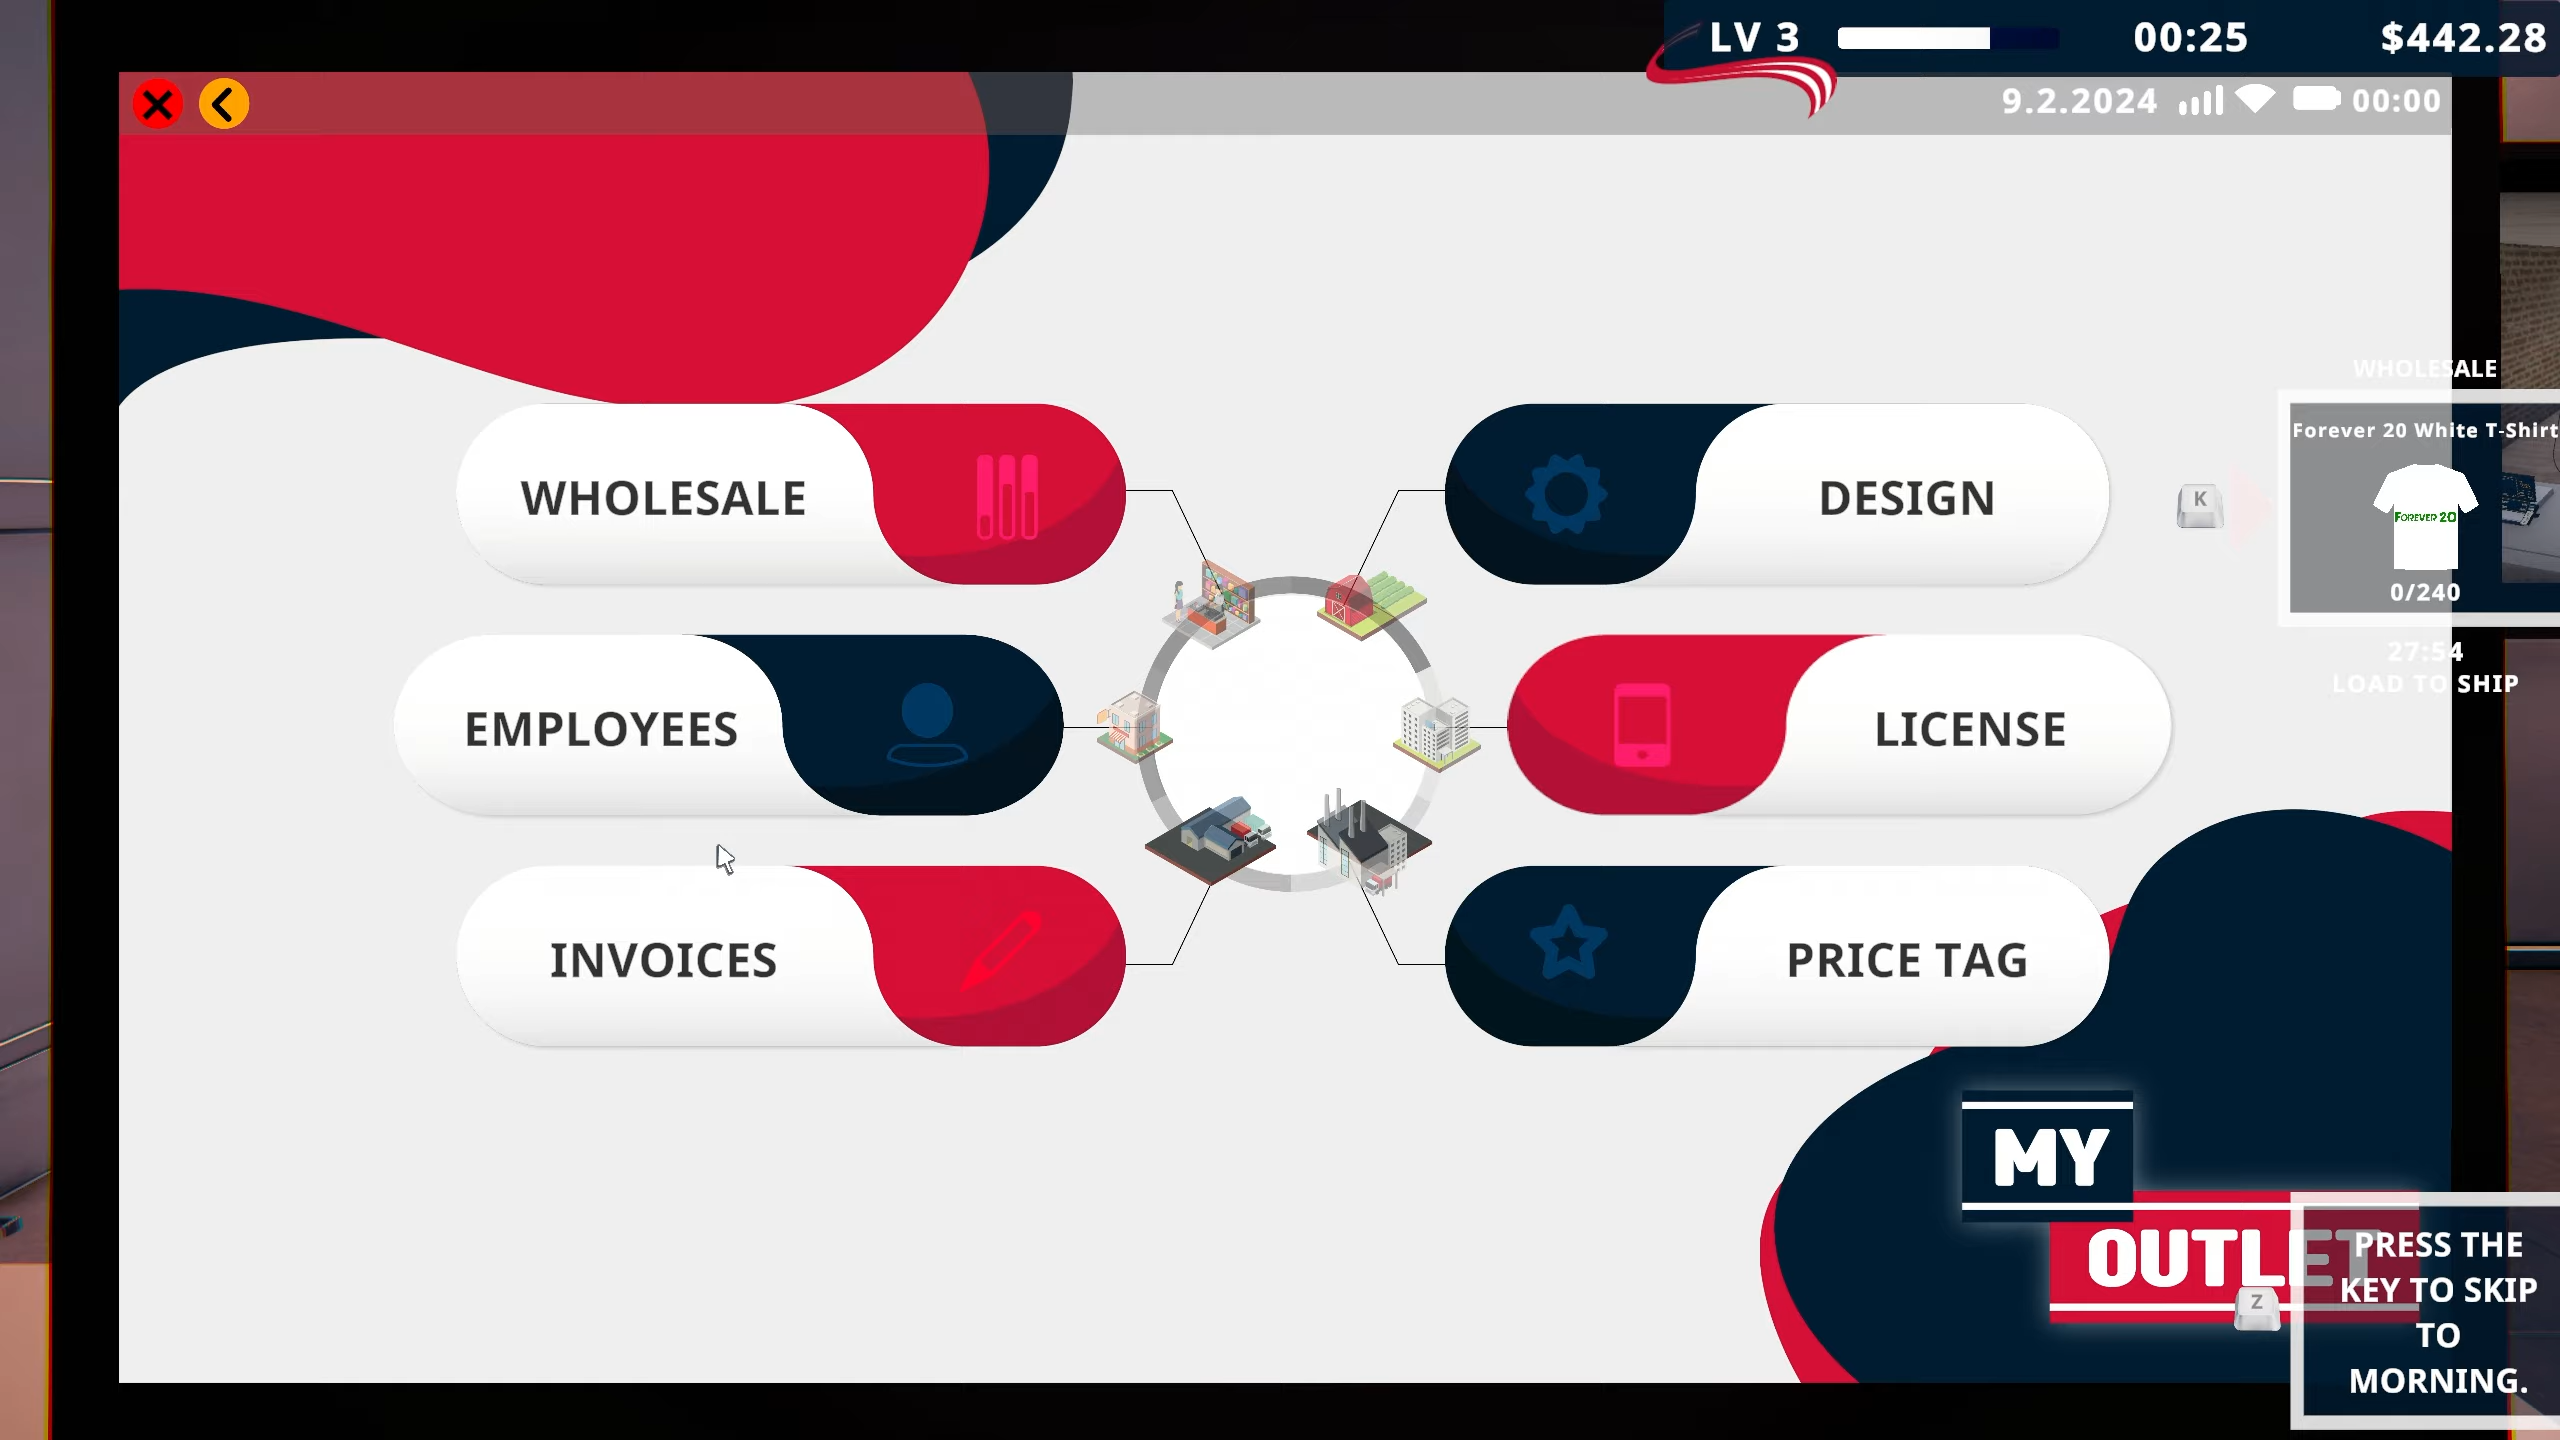 LV 3
00:25
$442.28
9.2.2024
00:00
WHOLESALE
DESIGN
EMPLOYEES
LICENSE
INVOICES
PRICE TAG
WHOLESALE
Forever 20 White T-Shirt
K
FOREVER 20
0/240
27:54
LOAD TO SHIP
MY
OUTLET
Z
PRESS THE
KEY TO SKIP
TO
MORNING.